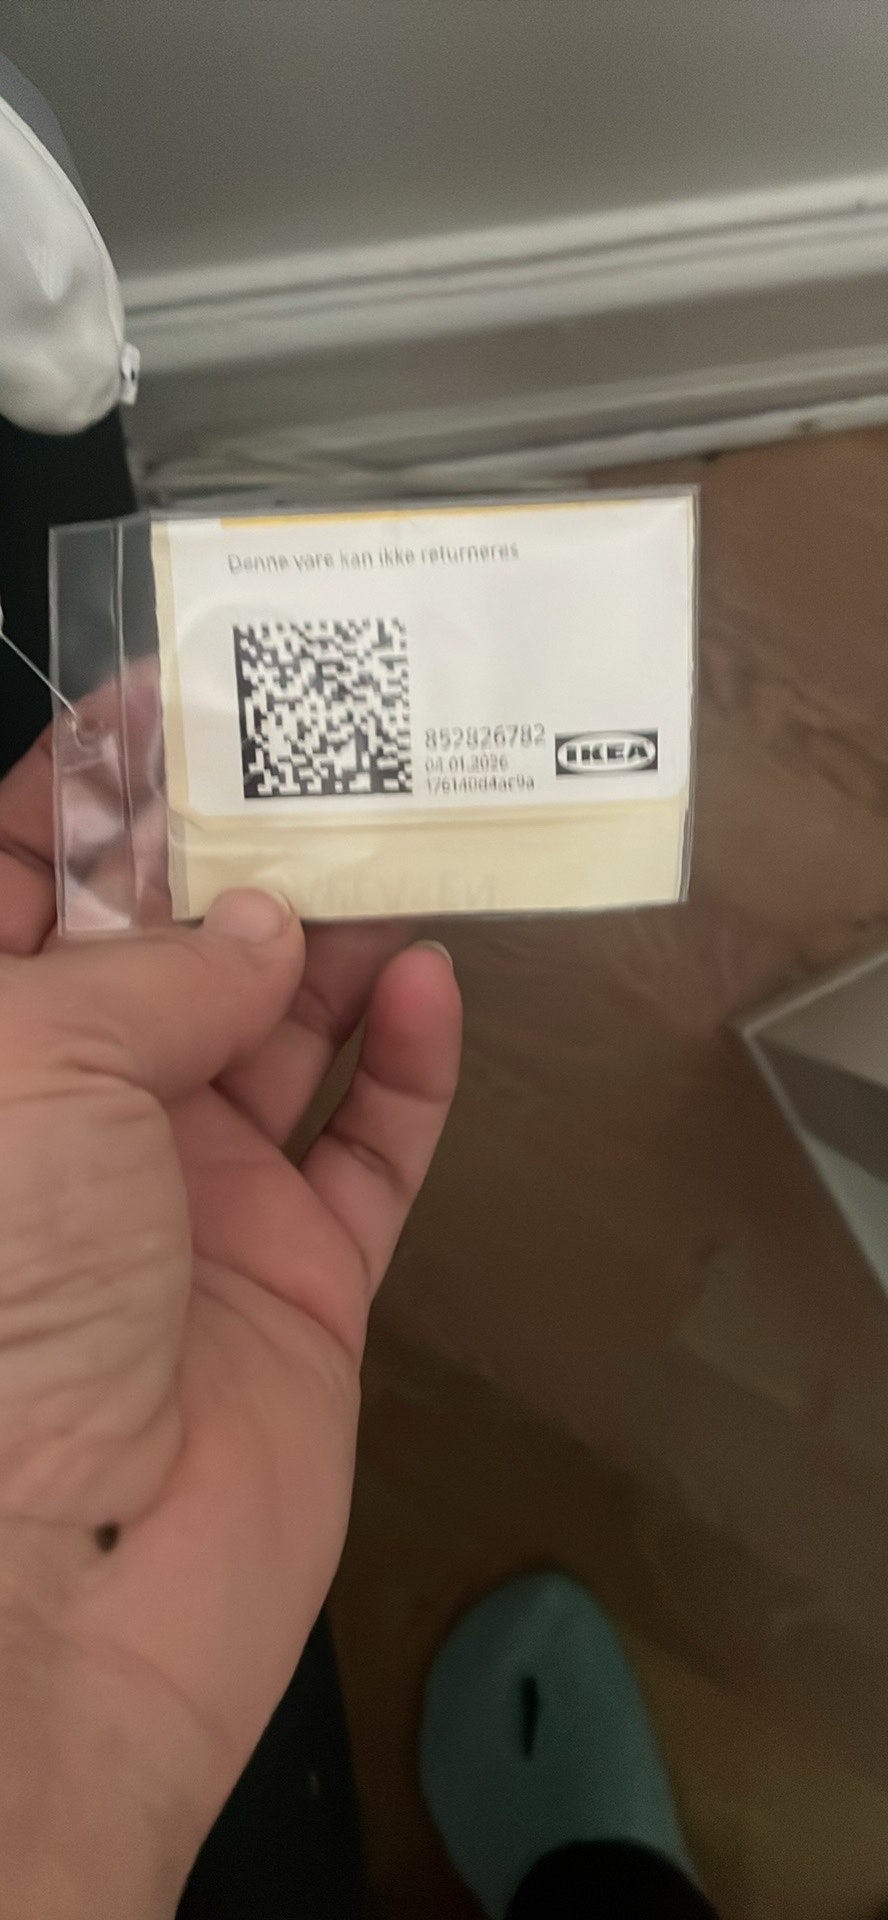 Denne vare kan ikke returneres
852826782
04.01.2026
176140d4ac9a
IKEA